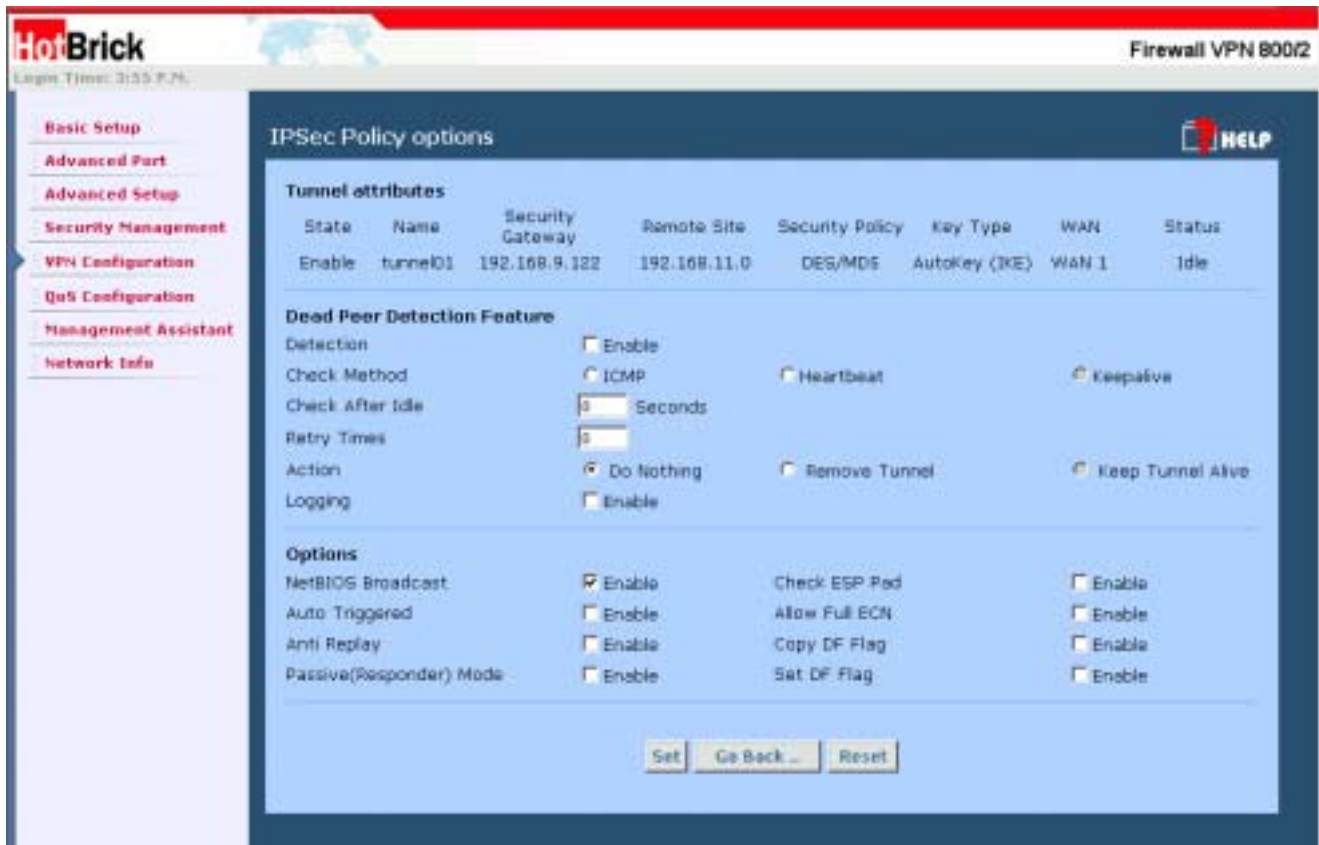 HotBrick
Firewall VPN 800/2
Login Time: 3:55 P.M.
Basic Setup
Advanced Port
Advanced Setup
Security Management
VPN Configuration
QoS Configuration
Management Assistant
Network Info
IPSec Policy options
? HELP
Tunnel attributes
State Name Security Gateway Remote Site Security Policy Key Type WAN Status
Enable tunnel01 192.168.9.122 192.168.11.0 DES/MD5 AutoKey (IKE) WAN 1 Idle
Dead Peer Detection Feature
Detection Enable
Check Method ICMP Heartbeat Keepalive
Check After Idle 0 Seconds
Retry Times 0
Action Do Nothing Remove Tunnel Keep Tunnel Alive
Logging Enable
Options
NetBIOS Broadcast Enable Check ESP Pad Enable
Auto Triggered Enable Allow Full ECN Enable
Anti Replay Enable Copy DF Flag Enable
Passive(Responder) Mode Enable Set DF Flag Enable
Set Go Back ... Reset